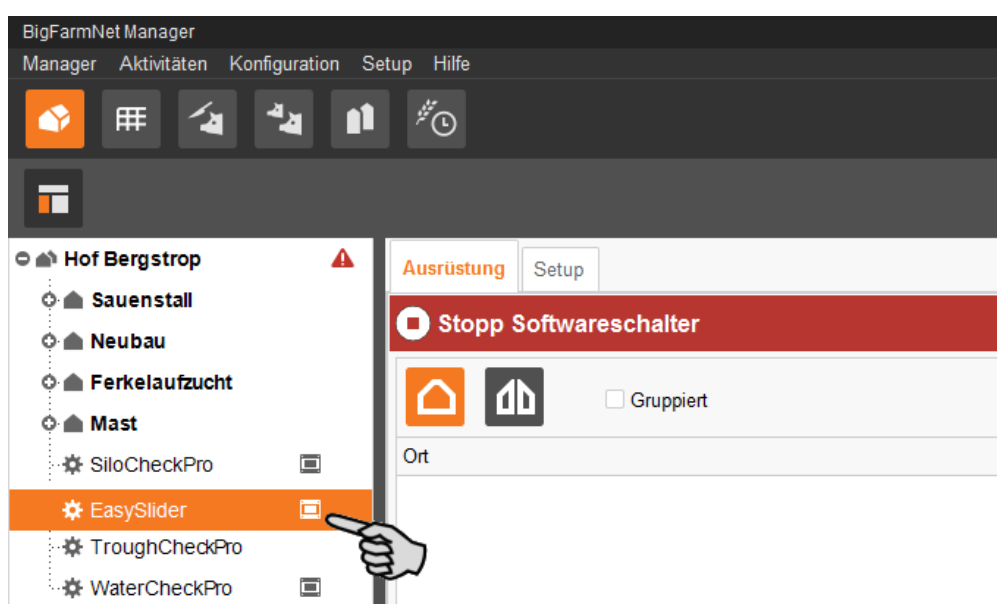 BigFarmNet Manager
Manager Aktivitäten Konfiguration Setup Hilfe
Hof Bergstrop
Sauenstall
Neubau
Ferkelaufzucht
Mast
SiloCheckPro
EasySlider
TroughCheckPro
WaterCheckPro
Ausrüstung Setup
Stopp Softwareschalter
Gruppiert
Ort